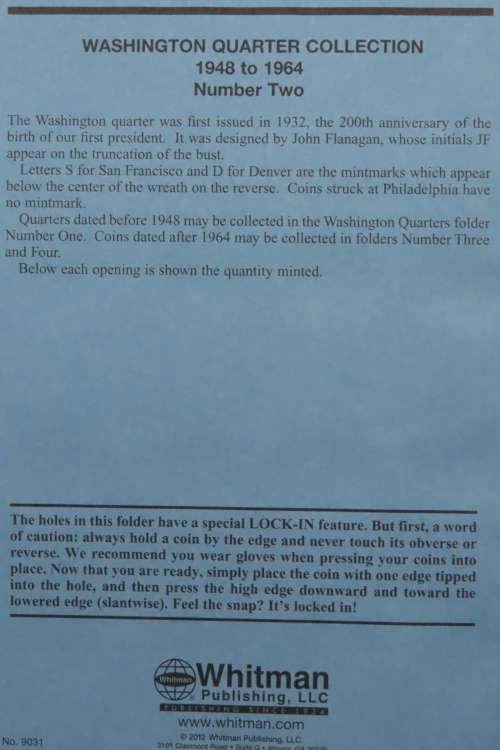 WASHINGTON QUARTER COLLECTION
1948 to 1964
Number Two
The Washington quarter was first issued in 1932, the 200th anniversary of the
birth of our first president. It was designed by John Flanagan, whose initials JF
appear on the truncation of the bust.
Letters S for San Francisco and D for Denver are the mintmarks which appear
below the center of the wreath on the reverse. Coins struck at Philadelphia have
no mintmark.
Quarters dated before 1948 may be collected in the Washington Quarters folder
Number One. Coins dated after 1964 may be collected in folders Number Three
and Four.
Below each opening is shown the quantity minted.
The holes in this folder have a special LOCK-IN feature. But first, a word
of caution: always hold a coin by the edge and never touch its obverse or
reverse. We recommend you wear gloves when pressing your coins into
place. Now that you are ready, simply place the coin with one edge tipped
into the hole, and then press the high edge downward and toward the
lowered edge (slantwise). Feel the snap? It's locked in!
Whitman
Whitman®
Publishing, LLC
PUBLISHING SINCE 1934
www.whitman.com
No. 9031
© 2012 Whitman Publishing, LLC
3101 Clairmont Road • Suite G • Atlanta, GA 30329